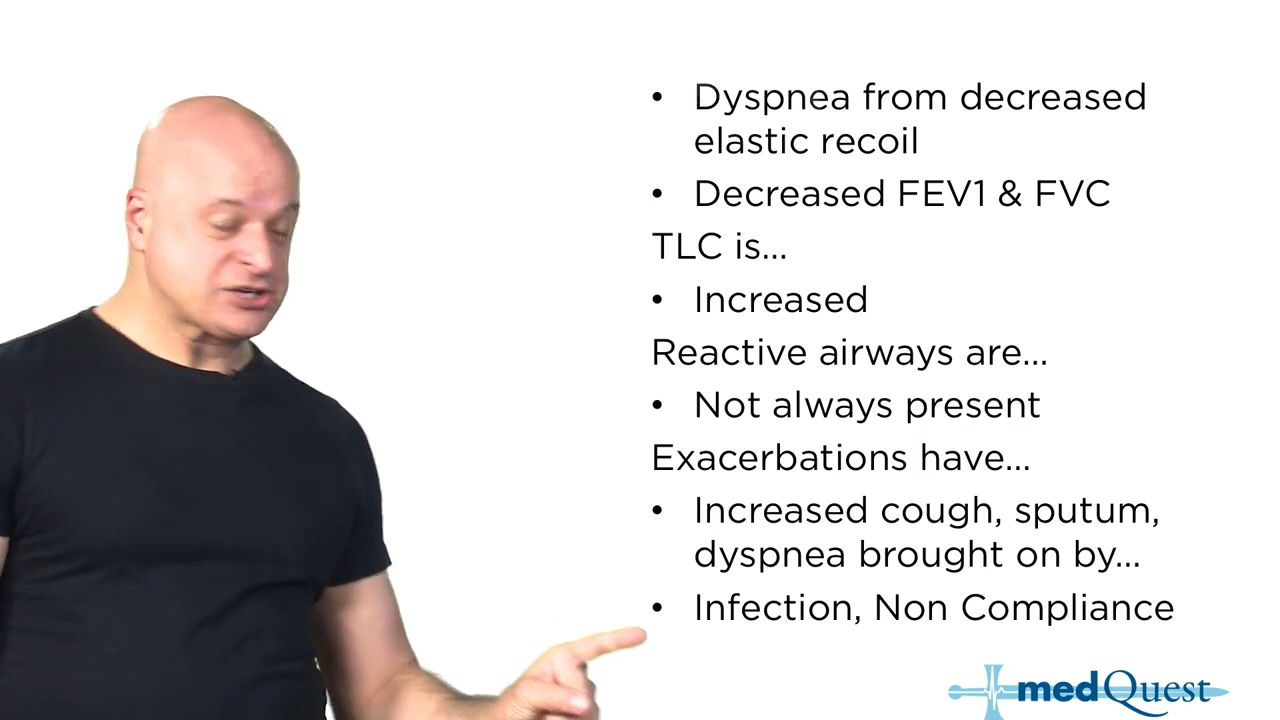 • Dyspnea from decreased
elastic recoil
• Decreased FEV1 & FVC
TLC is...
• Increased
Reactive airways are...
• Not always present
Exacerbations have...
• Increased cough, sputum,
dyspnea brought on by...
• Infection, Non Compliance
medQuest